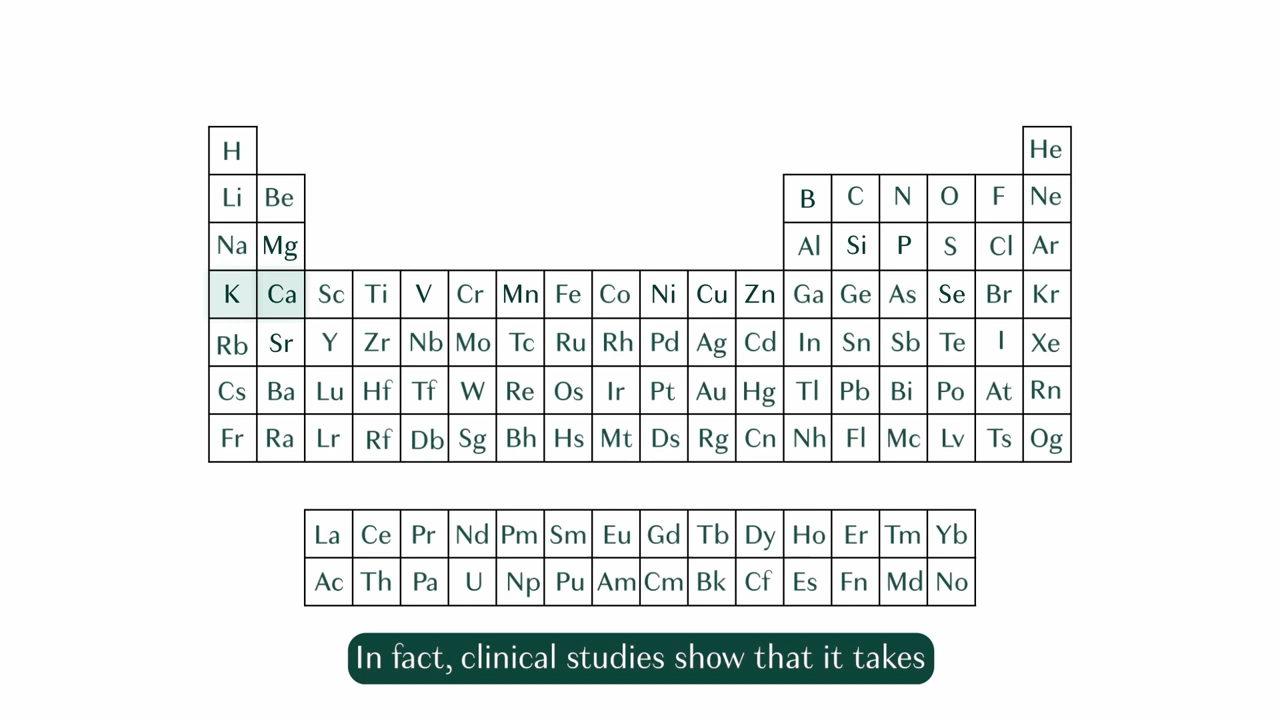 H He
Li Be B C N O F Ne
Na Mg Al Si P S Cl Ar
K Ca Sc Ti V Cr Mn Fe Co Ni Cu Zn Ga Ge As Se Br Kr
Rb Sr Y Zr Nb Mo Tc Ru Rh Pd Ag Cd In Sn Sb Te I Xe
Cs Ba Lu Hf Tf W Re Os Ir Pt Au Hg Tl Pb Bi Po At Rn
Fr Ra Lr Rf Db Sg Bh Hs Mt Ds Rg Cn Nh Fl Mc Lv Ts Og
La Ce Pr Nd Pm Sm Eu Gd Tb Dy Ho Er Tm Yb
Ac Th Pa U Np Pu Am Cm Bk Cf Es Fn Md No
In fact, clinical studies show that it takes